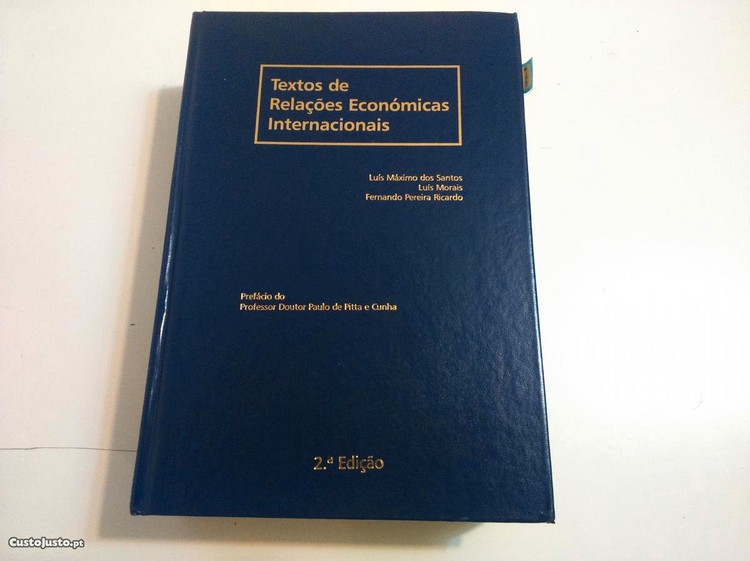 Textos de
Relações Económicas
Internacionais
Luís Máximo dos Santos
Luís Morais
Fernando Pereira Ricardo
Prefácio do
Professor Doutor Paulo de Pitta e Cunha
2.ª Edição
CustoJusto.pt